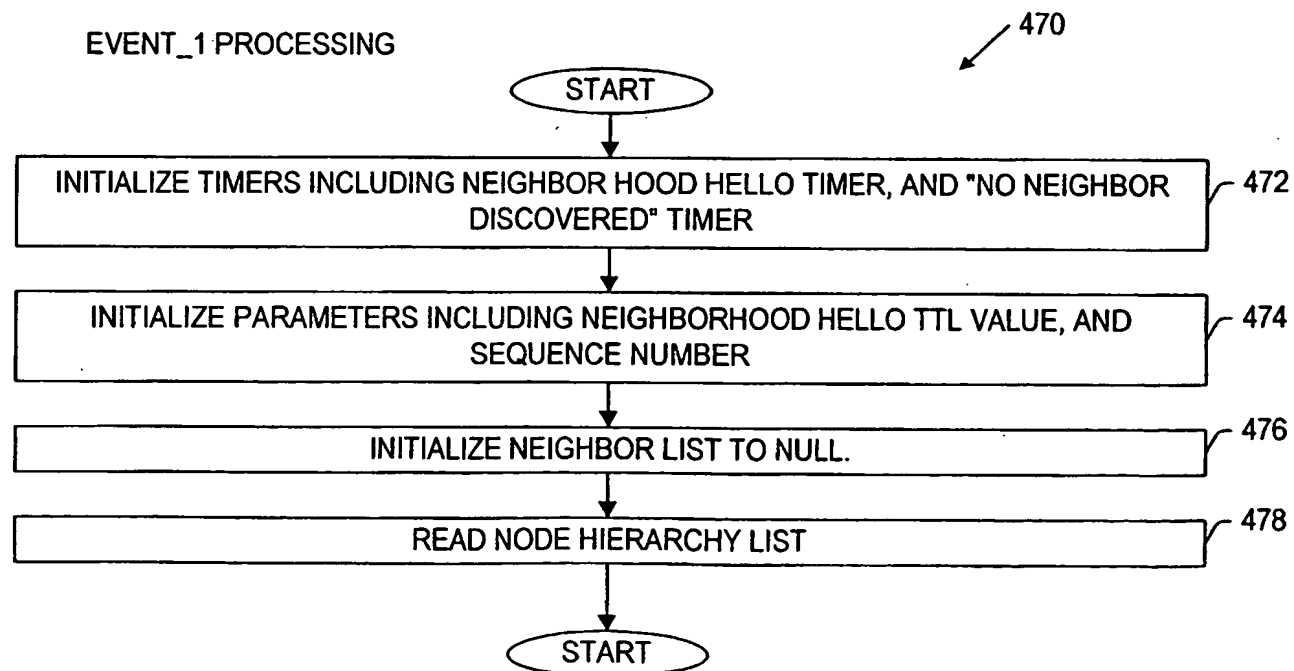 EVENT_1 PROCESSING
470
START
INITIALIZE TIMERS INCLUDING NEIGHBOR HOOD HELLO TIMER, AND "NO NEIGHBOR
DISCOVERED" TIMER
472
INITIALIZE PARAMETERS INCLUDING NEIGHBORHOOD HELLO TTL VALUE, AND
SEQUENCE NUMBER
474
INITIALIZE NEIGHBOR LIST TO NULL.
476
READ NODE HIERARCHY LIST
478
START